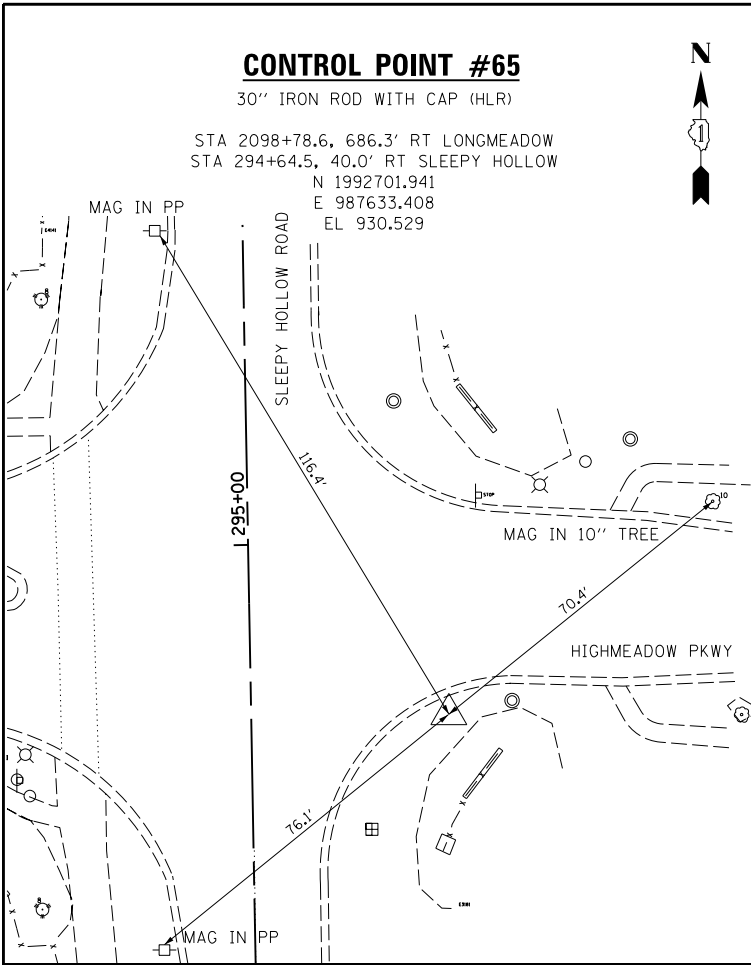 CONTROL POINT #65
30'' IRON ROD WITH CAP (HLR)
STA 2098+78.6, 686.3' RT LONGMEADOW
STA 294+64.5, 40.0' RT SLEEPY HOLLOW
N 1992701.941
E 987633.408
EL 930.529
N
1
MAG IN PP
SLEEPY HOLLOW ROAD
116.4'
295+00
STOP
10
MAG IN 10'' TREE
70.4'
HIGHMEADOW PKWY
76.1'
MAG IN PP
8
8